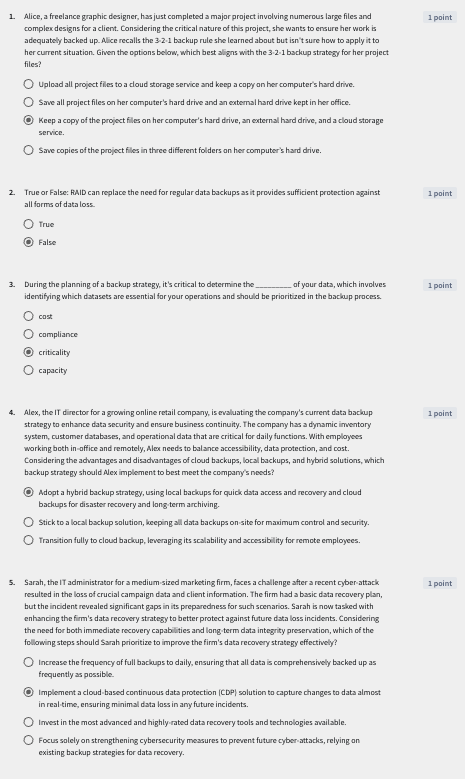 1. Alice, a freelance graphic designer, has just completed a major project involving numerous large files and 1 point
complex designs for a client. Considering the critical nature of this project, she wants to ensure her work is
adequately backed up. Alice recalls the 3-2-1 backup rule she learned about but isn't sure how to apply it to
her current situation. Given the options below, which best aligns with the 3-2-1 backup strategy for her project
files?
Upload all project files to a cloud storage service and keep a copy on her computer's hard drive.
Save all project files on her computer's hard drive and an external hard drive kept in her office.
Keep a copy of the project files on her computer's hard drive, an external hard drive, and a cloud storage
service.
Save copies of the project files in three different folders on her computer's hard drive.
2. True or False: RAID can replace the need for regular data backups as it provides sufficient protection against 1 point
all forms of data loss.
True
False
3. During the planning of a backup strategy, it's critical to determine the _________ of your data, which involves 1 point
identifying which datasets are essential for your operations and should be prioritized in the backup process.
cost
compliance
criticality
capacity
4. Alex, the IT director for a growing online retail company, is evaluating the company's current data backup 1 point
strategy to enhance data security and ensure business continuity. The company has a dynamic inventory
system, customer databases, and operational data that are critical for daily functions. With employees
working both in-office and remotely, Alex needs to balance accessibility, data protection, and cost.
Considering the advantages and disadvantages of cloud backups, local backups, and hybrid solutions, which
backup strategy should Alex implement to best meet the company's needs?
Adopt a hybrid backup strategy, using local backups for quick data access and recovery and cloud
backups for disaster recovery and long-term archiving.
Stick to a local backup solution, keeping all data backups on-site for maximum control and security.
Transition fully to cloud backup, leveraging its scalability and accessibility for remote employees.
5. Sarah, the IT administrator for a medium-sized marketing firm, faces a challenge after a recent cyber-attack 1 point
resulted in the loss of crucial campaign data and client information. The firm had a basic data recovery plan,
but the incident revealed significant gaps in its preparedness for such scenarios. Sarah is now tasked with
enhancing the firm's data recovery strategy to better protect against future data loss incidents. Considering
the need for both immediate recovery capabilities and long-term data integrity preservation, which of the
following steps should Sarah prioritize to improve the firm's data recovery strategy effectively?
Increase the frequency of full backups to daily, ensuring that all data is comprehensively backed up as
frequently as possible.
Implement a cloud-based continuous data protection (CDP) solution to capture changes to data almost
in real-time, ensuring minimal data loss in any future incidents.
Invest in the most advanced and highly-rated data recovery tools and technologies available.
Focus solely on strengthening cybersecurity measures to prevent future cyber-attacks, relying on
existing backup strategies for data recovery.